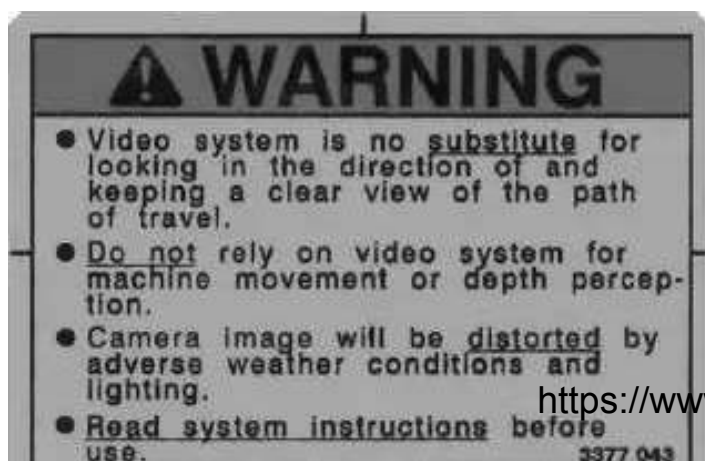 WARNING
● Video system is no substitute for
looking in the direction of and
keeping a clear view of the path
of travel.
● Do not rely on video system for
machine movement or depth percep-
tion.
● Camera image will be distorted by
adverse weather conditions and
lighting.
https://ww
● Read system instructions before
use.
3377 043